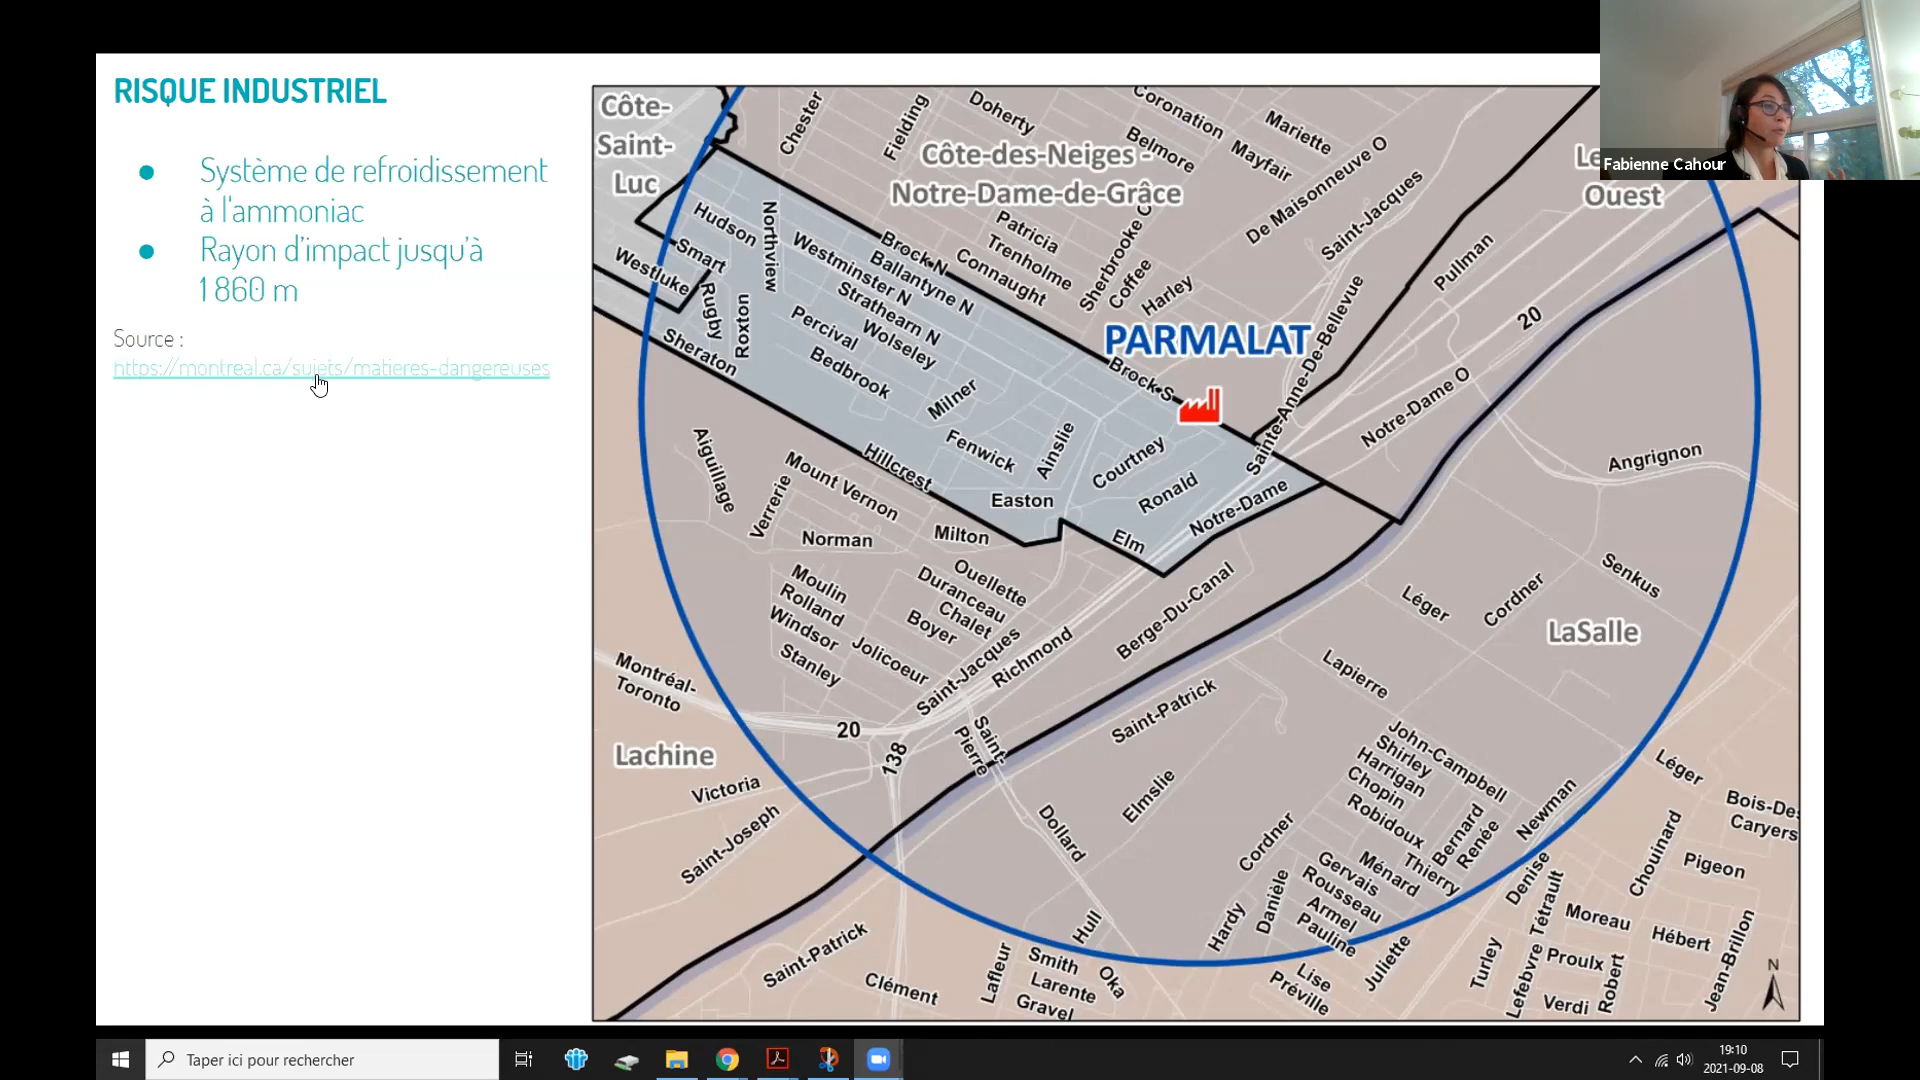 RISQUE INDUSTRIEL
● Système de refroidissement
à l'ammoniac
● Rayon d'impact jusqu'à
1 860 m
Source :
https://montreal.ca/sujets/matieres-dangereuses
Côte-
Saint-
Luc
Chester
Fielding
Doherty
Coronation
Belmore
Mayfair
Mariette
Côte-des-Neiges -
Notre-Dame-de-Grâce
De Maisonneuve O
Saint-Jacques
Ouest
Fabienne Cahour
Hudson
Northview
Smart
Westluke
Rugby
Roxton
Sheraton
Westminster N
Brock N
Ballantyne N
Strathearn N
Wolseley
Percival
Bedbrook
Patricia
Trenholme
Connaught
Sherbrooke O
Coffee
Harley
Pullman
20
PARMALAT
Brock S
Sainte-Anne-De-Bellevue
Notre-Dame O
Milner
Fenwick
Ainslie
Courtney
Ronald
Easton
Notre-Dame
Elm
Hillcrest
Angrignon
Aiguillage
Verrerie
Mount Vernon
Norman
Milton
Moulin
Rolland
Windsor
Stanley
Ouellette
Duranceau
Chalet
Boyer
Jolicoeur
Saint-Jacques
Richmond
Berge-Du-Canal
Léger
Cordner
Senkus
LaSalle
Montréal-
Toronto
20
138
Lachine
Victoria
Saint-Joseph
Saint-
Pierre
Saint-Patrick
Lapierre
Elmslie
Dollard
John-Campbell
Shirley
Harrigan
Chopin
Robidoux
Bernard
Renée
Newman
Léger
Bois-De
Caryers
Cordner
Ménard
Thierry
Gervais
Rousseau
Armel
Pauline
Danièle
Hardy
Denise
Chouinard
Pigeon
Saint-Patrick
Clément
Lafleur
Hull
Smith
Larente
Gravel
Oka
Lise
Préville
Juliette
Turley
Lefebvre
Tétrault
Moreau
Proulx
Verdi
Robert
Hébert
Jean-Brillon
N
Taper ici pour rechercher
19:10
2021-09-08